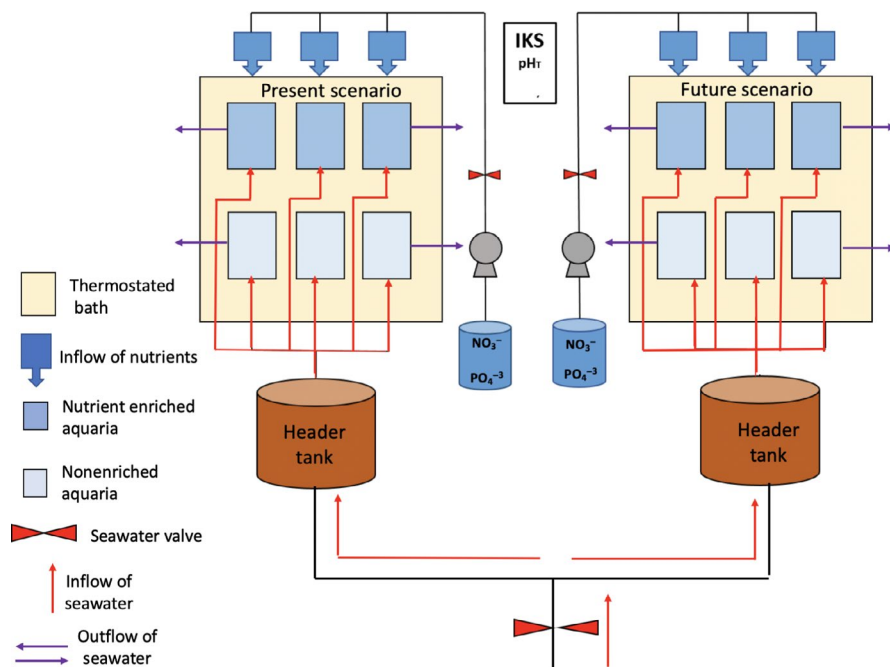 IKS
pHT
Present scenario
Future scenario
NO3−
PO4−3
NO3−
PO4−3
Header
tank
Header
tank
Thermostated
bath
Inflow of nutrients
Nutrient enriched
aquaria
Nonenriched
aquaria
Seawater valve
Inflow of
seawater
Outflow of
seawater